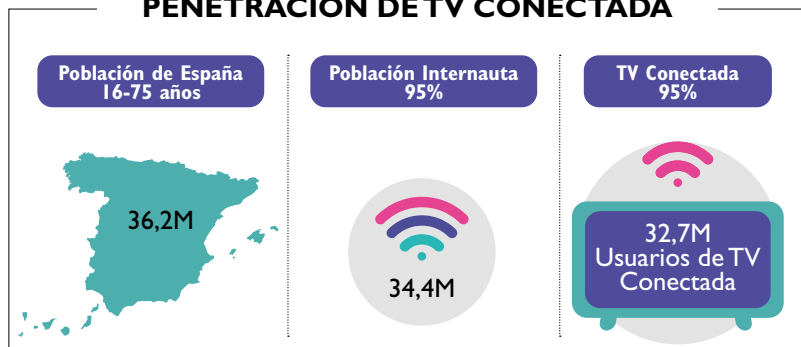 PENETRACIÓN DE TV CONECTADA
Población de España
16-75 años
36,2M
Población Internauta
95%
34,4M
TV Conectada
95%
32,7M
Usuarios de TV
Conectada